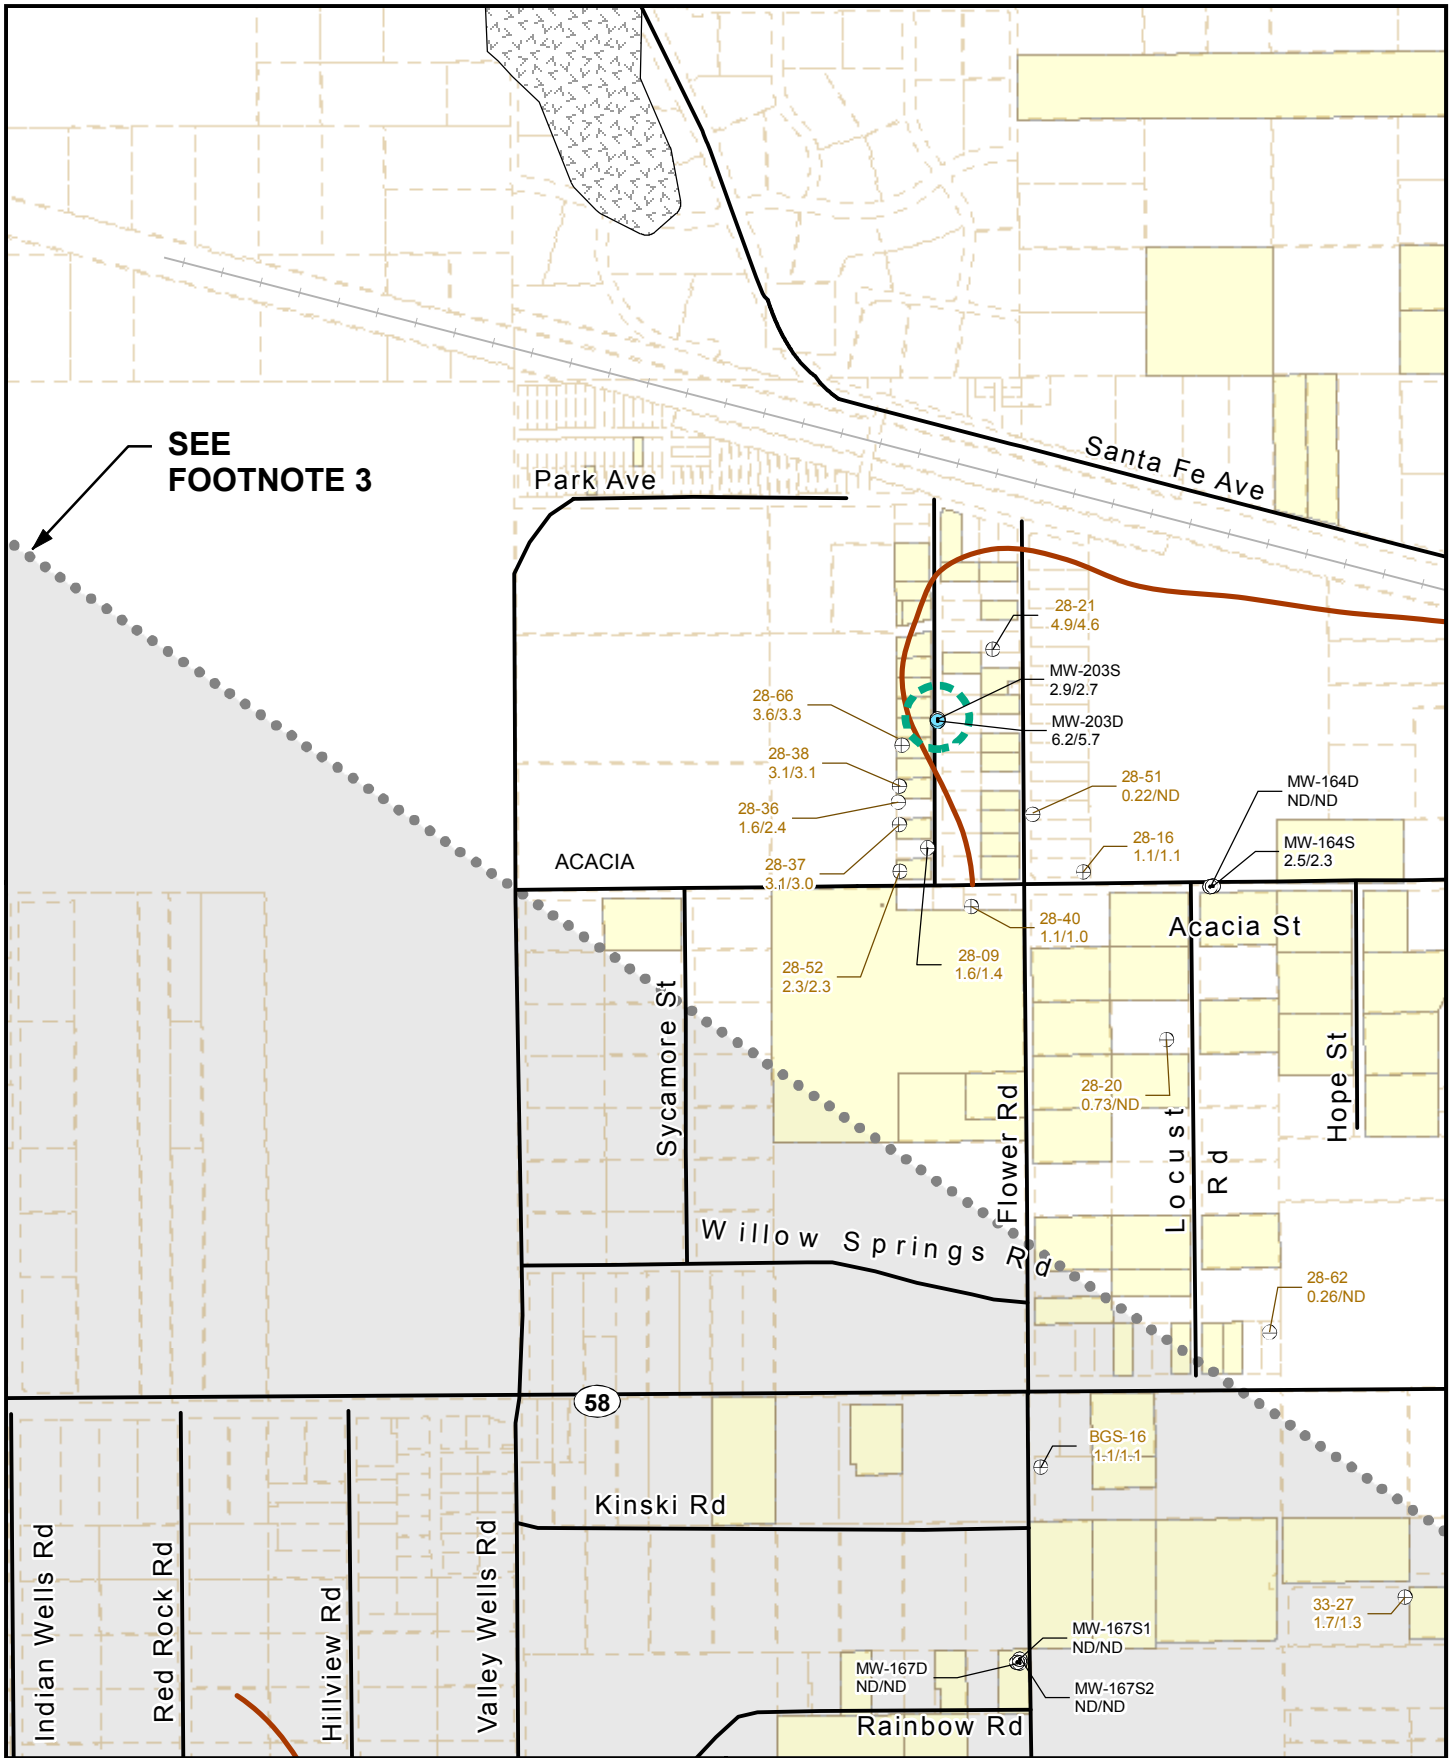 SEE
FOOTNOTE 3
Park Ave
Santa Fe Ave
28-21
4.9/4.6
MW-203S
2.9/2.7
28-66
3.6/3.3
MW-203D
6.2/5.7
28-38
3.1/3.1
28-51
0.22/ND
MW-164D
ND/ND
28-36
1.6/2.4
28-16
1.1/1.1
MW-164S
2.5/2.3
ACACIA
28-37
3.1/3.0
28-40
1.1/1.0
Acacia St
28-52
2.3/2.3
28-09
1.6/1.4
Sycamore St
Flower Rd
28-20
0.73/ND
Locust
Rd
Hope St
Willow Springs Rd
28-62
0.26/ND
58
BGS-16
1.1/1.1
Kinski Rd
Indian Wells Rd
Red Rock Rd
Hillview Rd
Valley Wells Rd
33-27
1.7/1.3
MW-167S1
ND/ND
MW-167D
ND/ND
MW-167S2
ND/ND
Rainbow Rd